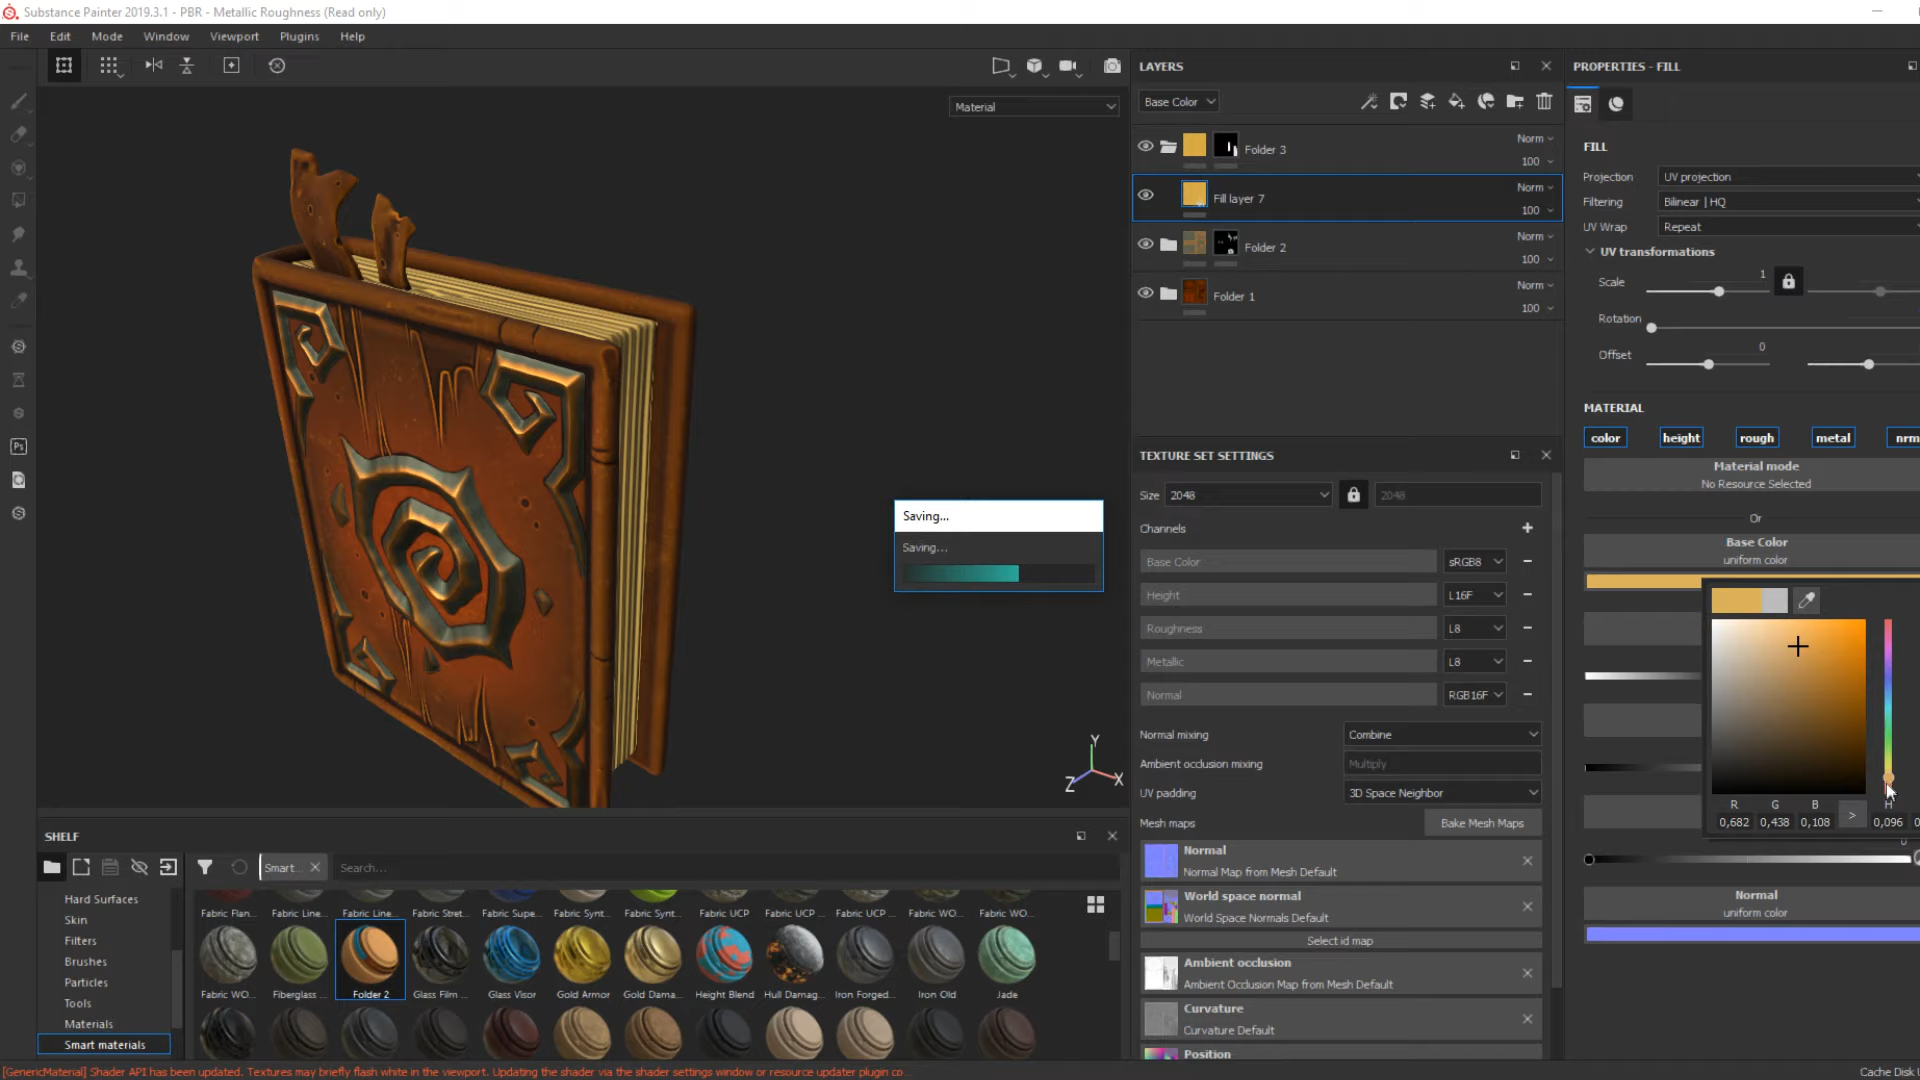 Substance Painter 2019.3.1 - PBR - Metallic Roughness (Read only)
File Edit Mode Window Viewport Plugins Help
Material
LAYERS
Base Color
Folder 3 Norm
100
Fill layer 7 Norm
100
Folder 2 Norm
100
Folder 1 Norm
100
TEXTURE SET SETTINGS
Size 2048 2048
Channels
Base Color sRGB8
Height L16F
Roughness L8
Metallic L8
Normal RGB16F
Normal mixing Combine
Ambient occlusion mixing Multiply
UV padding 3D Space Neighbor
Mesh maps Bake Mesh Maps
Normal
Normal Map from Mesh Default
World space normal
World Space Normals Default
Select id map
Ambient occlusion
Ambient Occlusion Map from Mesh Default
Curvature
Curvature Default
Position
PROPERTIES - FILL
FILL
Projection UV projection
Filtering Bilinear | HQ
UV Wrap Repeat
UV transformations
Scale 1
Rotation
Offset 0
MATERIAL
color height rough metal nrm
Material mode
No Resource Selected
Or
Base Color
uniform color
R G B H
0,682 0,438 0,108 > 0,096
Normal
uniform color
Saving...
Saving...
Y
Z X
SHELF
Smart... Search...
Hard Surfaces
Skin
Filters
Brushes
Particles
Tools
Materials
Smart materials
Fabric Flan... Fabric Line... Fabric Line... Fabric Stret... Fabric Supe... Fabric Synt... Fabric Synt... Fabric UCP Fabric UCP ... Fabric UCP ... Fabric WO... Fabric WO...
Fabric WO... Fiberglass ... Folder 2 Glass Film ... Glass Visor Gold Armor Gold Dama... Height Blend Hull Damag... Iron Forged... Iron Old Jade
[GenericMaterial] Shader API has been updated. Textures may briefly flash white in the viewport. Updating the shader via the shader settings window or resource updater plugin co...
Cache Disk
Ps